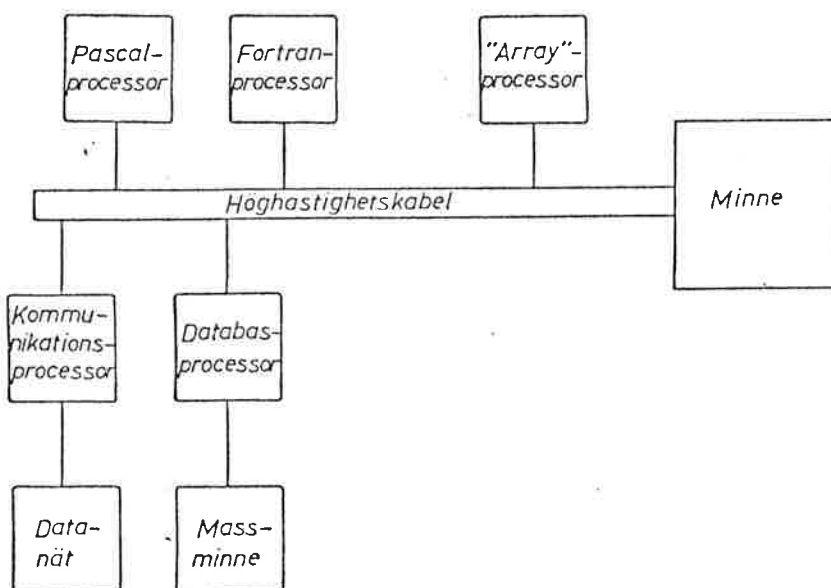 Pascal-
processor
Fortran-
processor
"Array"-
processor
Höghastighetskabel
Minne
Kommu-
nikations-
processor
Databas-
processor
Data-
nät
Mass-
minne